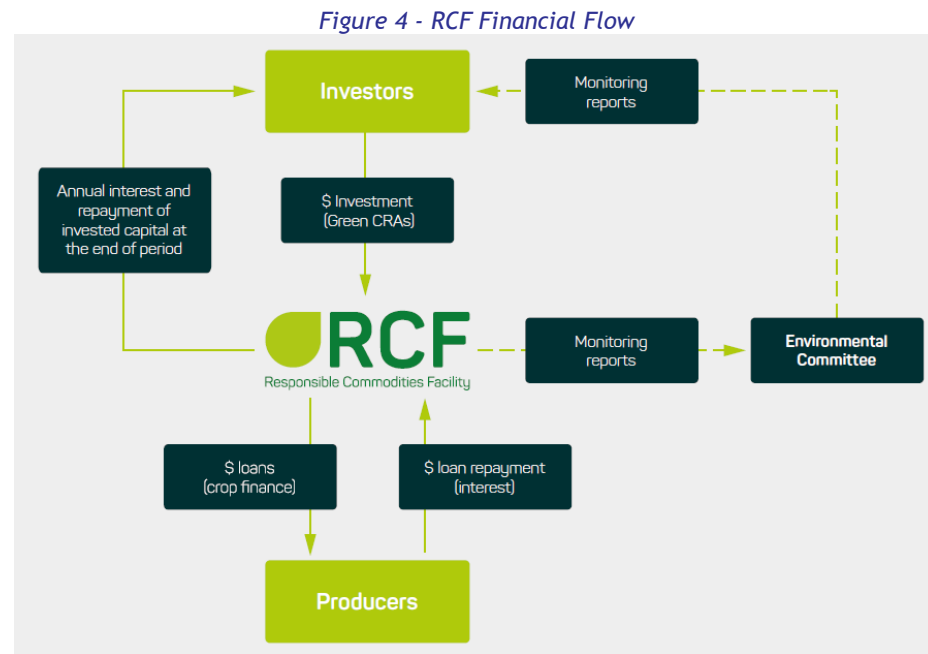 Figure 4 - RCF Financial Flow
Investors
Monitoring
reports
Annual interest and
repayment of
invested capital at
the end of period
$ Investment
(Green CRAs)
RCF
Responsible Commodities Facility
Monitoring
reports
Environmental
Committee
$ loans
(crop finance)
$ loan repayment
(interest)
Producers